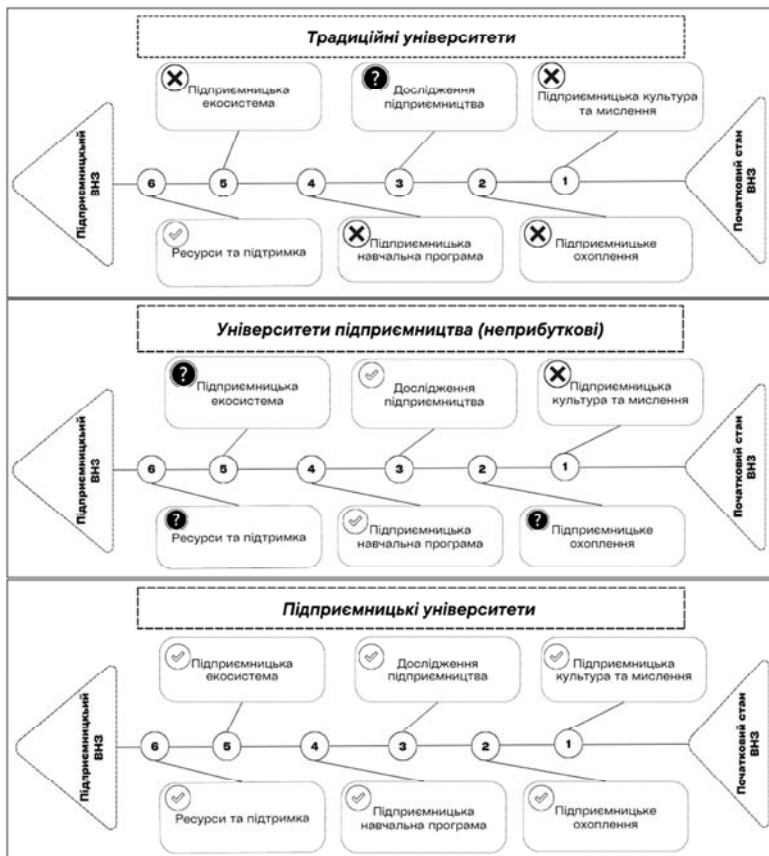 Традиційні університети
Підприємницька
екосистема
Дослідження
підприємництва
Підприємницька культура
та мислення
Підприємницький
ВНЗ
6
5
4
3
2
1
Початковий стан
ВНЗ
Ресурси та підтримка
Підприємницька
навчальна програма
Підприємницьке
охоплення
Університети підприємництва (неприбуткові)
Підприємницька
екосистема
Дослідження
підприємництва
Підприємницька
культура та мислення
Підприємницький
ВНЗ
6
5
4
3
2
1
Початковий стан
ВНЗ
Ресурси та підтримка
Підприємницька
навчальна програма
Підприємницьке
охоплення
Підприємницькі університети
Підприємницька
екосистема
Дослідження
підприємництва
Підприємницька
культура та мислення
Підприємницький
ВНЗ
6
5
4
3
2
1
Початковий стан
ВНЗ
Ресурси та підтримка
Підприємницька
навчальна програма
Підприємницьке
охоплення